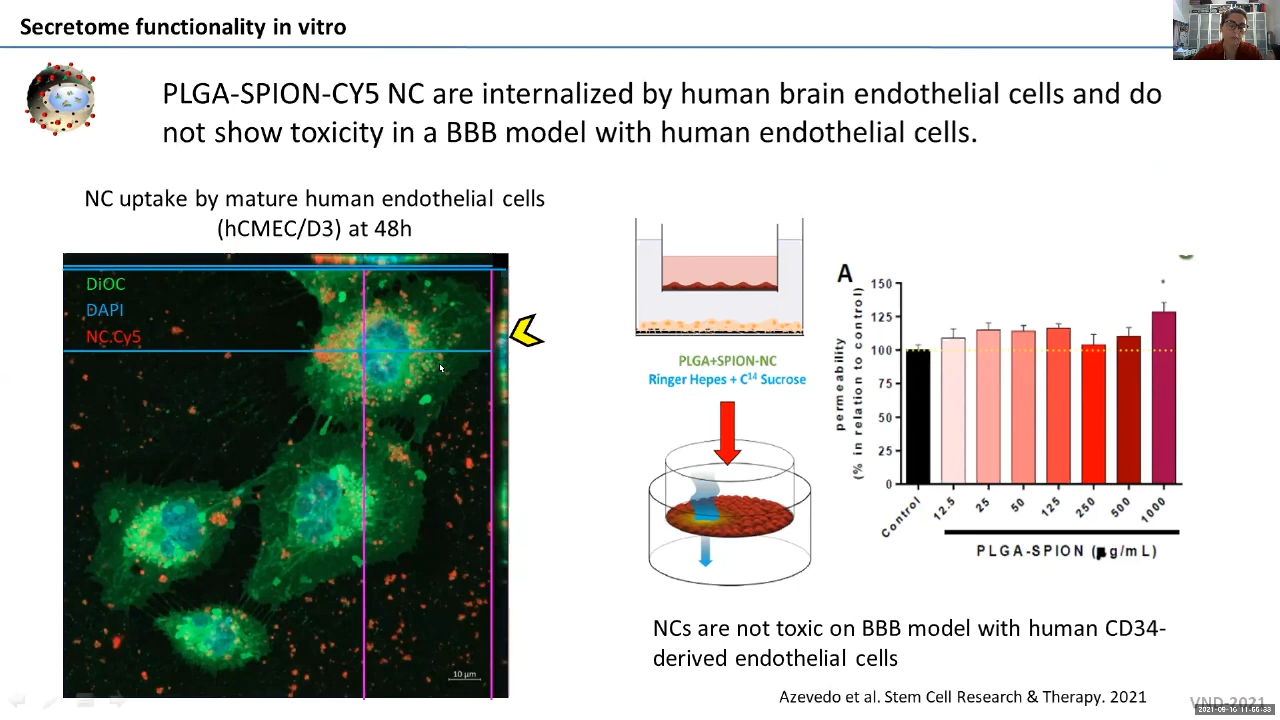 Secretome functionality in vitro
PLGA-SPION-CY5 NC are internalized by human brain endothelial cells and do
not show toxicity in a BBB model with human endothelial cells.
NC uptake by mature human endothelial cells
(hCMEC/D3) at 48h
DiOC
DAPI
NC.Cy5
10 µm
PLGA+SPION-NC
Ringer Hepes + C14 Sucrose
A
permeability
(% in relation to control)
150
125
100
75
50
25
0
*
Control
12.5
25
50
125
250
500
1000
PLGA-SPION (µg/mL)
NCs are not toxic on BBB model with human CD34-
derived endothelial cells
Azevedo et al. Stem Cell Research & Therapy. 2021
VND-2021